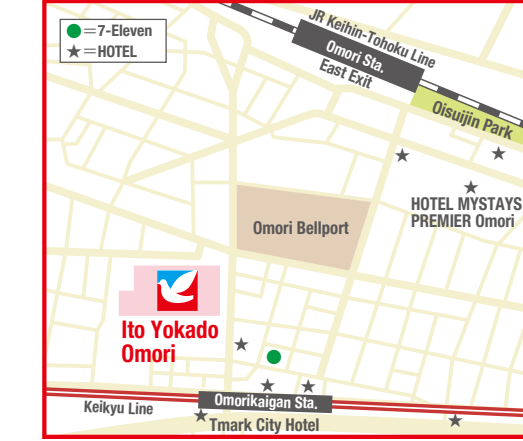 ●=7-Eleven
★=HOTEL
JR Keihin-Tohoku Line
Omori Sta.
East Exit
Oisuijin Park
HOTEL MYSTAYS
PREMIER Omori
Omori Bellport
Ito Yokado
Omori
Keikyu Line
Omorikaigan Sta.
Tmark City Hotel